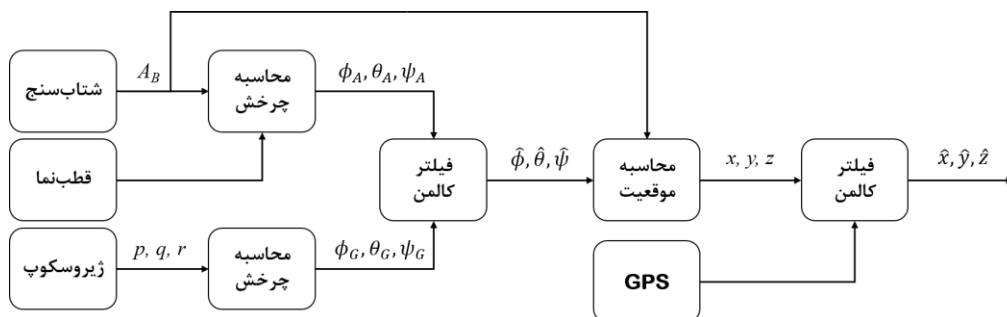 شتاب‌سنج
A_B
محاسبه
چرخش
ϕ_A, θ_A, ψ_A
قطب‌نما
فیلتر
کالمن
ϕ̂, θ̂, ψ̂
محاسبه
موقعیت
x, y, z
فیلتر
کالمن
x̂, ŷ, ẑ
ژیروسکوپ
p, q, r
محاسبه
چرخش
ϕ_G, θ_G, ψ_G
GPS